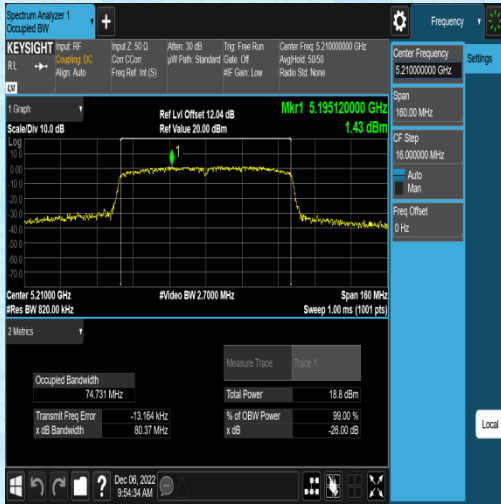 Spectrum Analyzer 1
Occupied BW
Frequency
KEYSIGHT
Input: RF
Coupling: DC
Align: Auto
Input Z: 50 Ω
Corr CCorr
Freq Ref: Int (S)
Atten: 30 dB
µW Path: Standard
Trig: Free Run
Gate: Off
#IF Gain: Low
Center Freq: 5.210000000 GHz
Avg|Hold: 50/50
Radio Std: None
RL
LXI
Center Frequency
5.210000000 GHz
Settings
Span
160.00 MHz
CF Step
16.000000 MHz
Auto
Man
Freq Offset
0 Hz
Local
1 Graph
Scale/Div 10.0 dB
Ref Lvl Offset 12.04 dB
Ref Value 20.00 dBm
Mkr1 5.195120000 GHz
1.43 dBm
Log
10.0
0.00
-10.0
-20.0
-30.0
-40.0
-50.0
-60.0
-70.0
1
Center 5.21000 GHz
#Video BW 2.7000 MHz
Span 160 MHz
#Res BW 820.00 kHz
Sweep 1.00 ms (1001 pts)
2 Metrics
Measure Trace
Trace 1
Occupied Bandwidth
74.731 MHz
Total Power
18.8 dBm
Transmit Freq Error
-13.164 kHz
% of OBW Power
99.00 %
x dB Bandwidth
80.37 MHz
x dB
-26.00 dB
Dec 06, 2022
9:54:34 AM